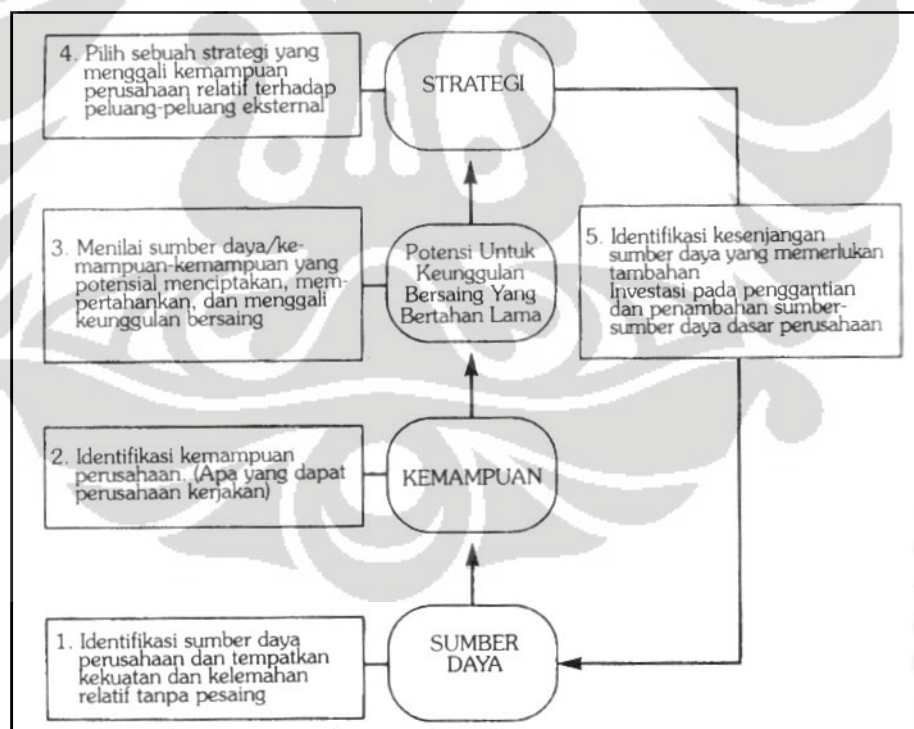 4. Pilih sebuah strategi yang
menggali kemampuan
perusahaan relatif terhadap
peluang-peluang eksternal
STRATEGI
3. Menilai sumber daya/ke-
mampuan-kemampuan yang
potensial menciptakan, mem-
pertahankan, dan menggali
keunggulan bersaing
Potensi Untuk
Keunggulan
Bersaing Yang
Bertahan Lama
5. Identifikasi kesenjangan
sumber daya yang memerlukan
tambahan
Investasi pada penggantian
dan penambahan sumber-
sumber daya dasar perusahaan
2. Identifikasi kemampuan
perusahaan. (Apa yang dapat
perusahaan kerjakan)
KEMAMPUAN
1. Identifikasi sumber daya
perusahaan dan tempatkan
kekuatan dan kelemahan
relatif tanpa pesaing
SUMBER
DAYA